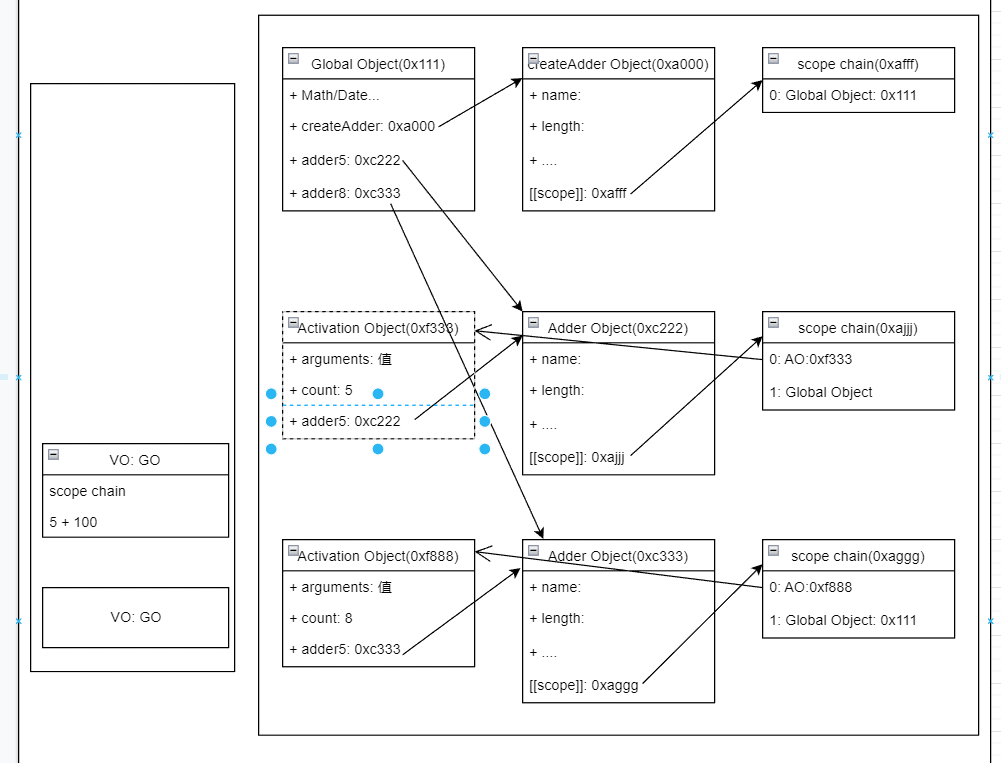 Global Object(0x111)
+ Math/Date...
+ createAdder: 0xa000
+ adder5: 0xc222
+ adder8: 0xc333
createAdder Object(0xa000)
+ name:
+ length:
+ ....
[[scope]]: 0xafff
scope chain(0xafff)
0: Global Object: 0x111
Activation Object(0xf333)
+ arguments: 值
+ count: 5
+ adder5: 0xc222
Adder Object(0xc222)
+ name:
+ length:
+ ....
[[scope]]: 0xajjj
scope chain(0xajjj)
0: AO:0xf333
1: Global Object
VO: GO
scope chain
5 + 100
VO: GO
Activation Object(0xf888)
+ arguments: 值
+ count: 8
+ adder5: 0xc333
Adder Object(0xc333)
+ name:
+ length:
+ ....
[[scope]]: 0xaggg
scope chain(0xaggg)
0: AO:0xf888
1: Global Object: 0x111